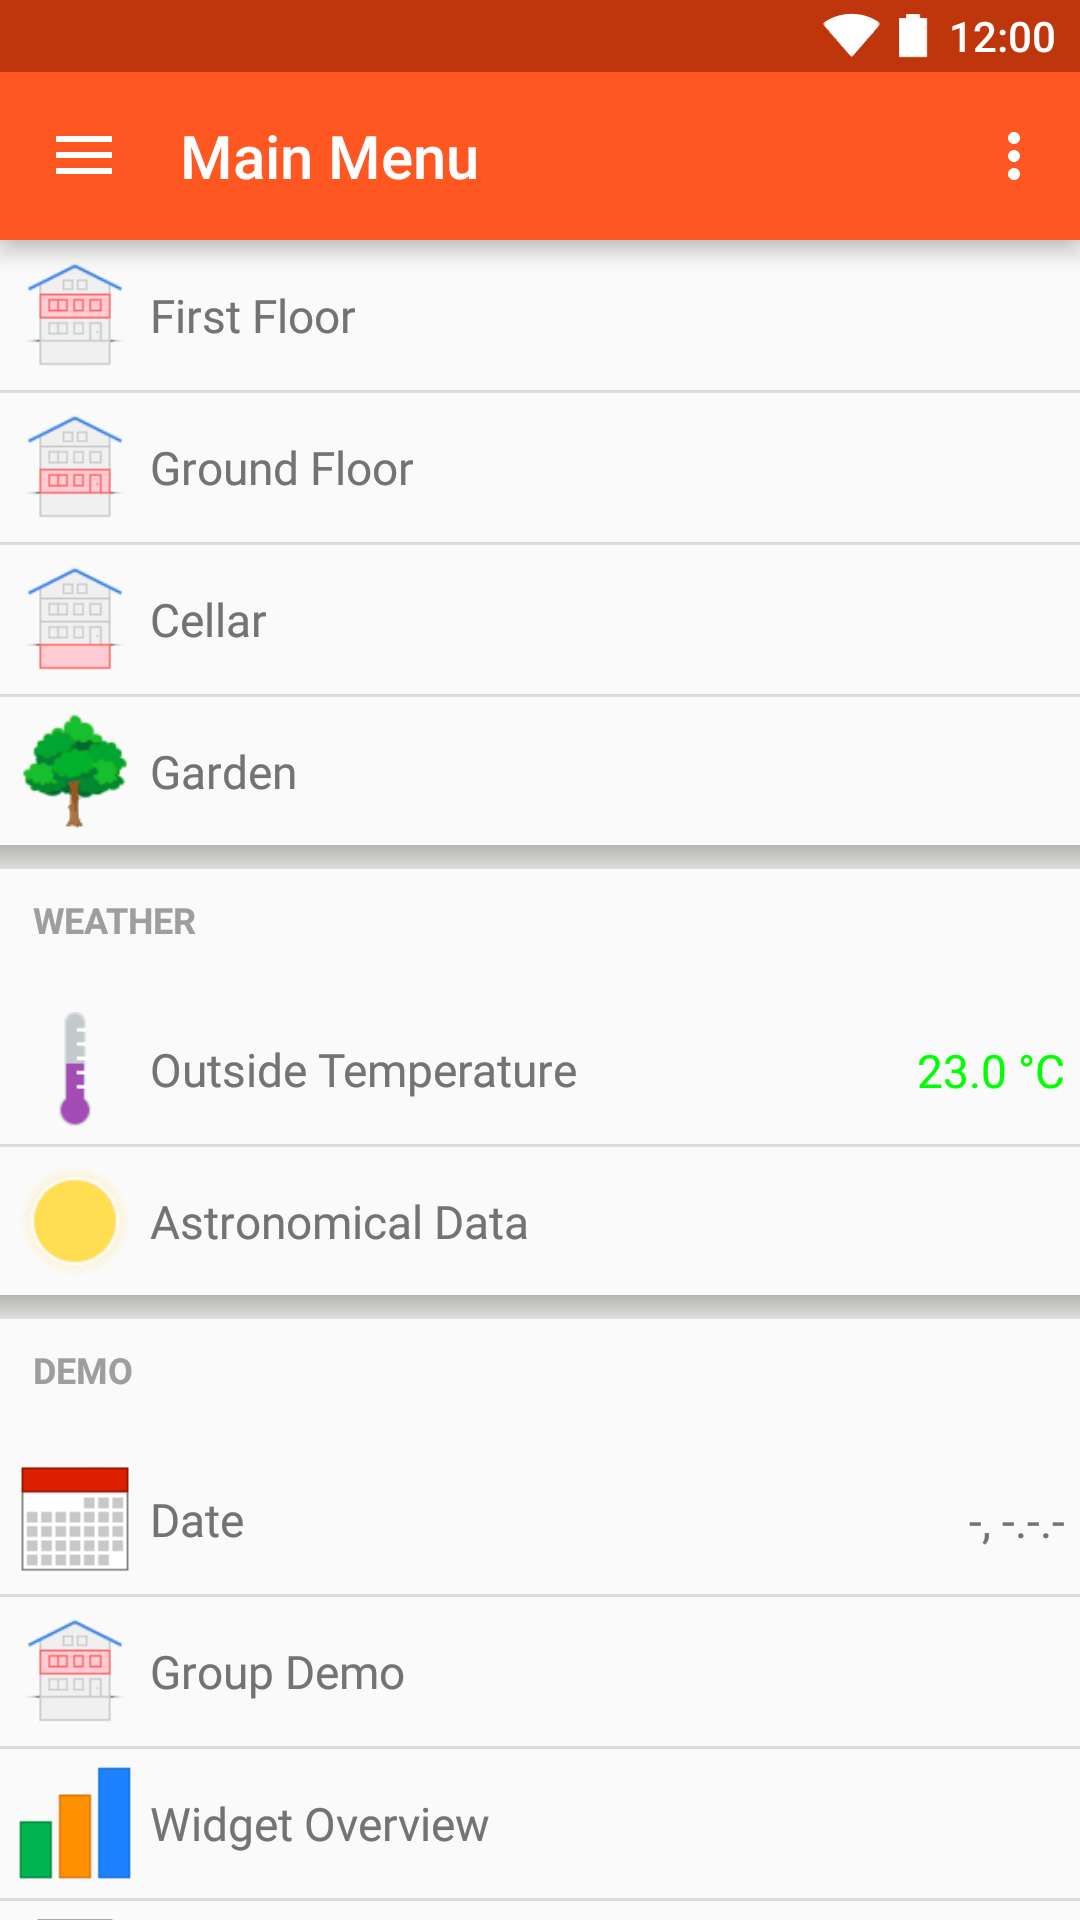 12:00
Main Menu
First Floor
Ground Floor
Cellar
Garden
WEATHER
Outside Temperature 23.0 °C
Astronomical Data
DEMO
Date -, -.-.-
Group Demo
Widget Overview